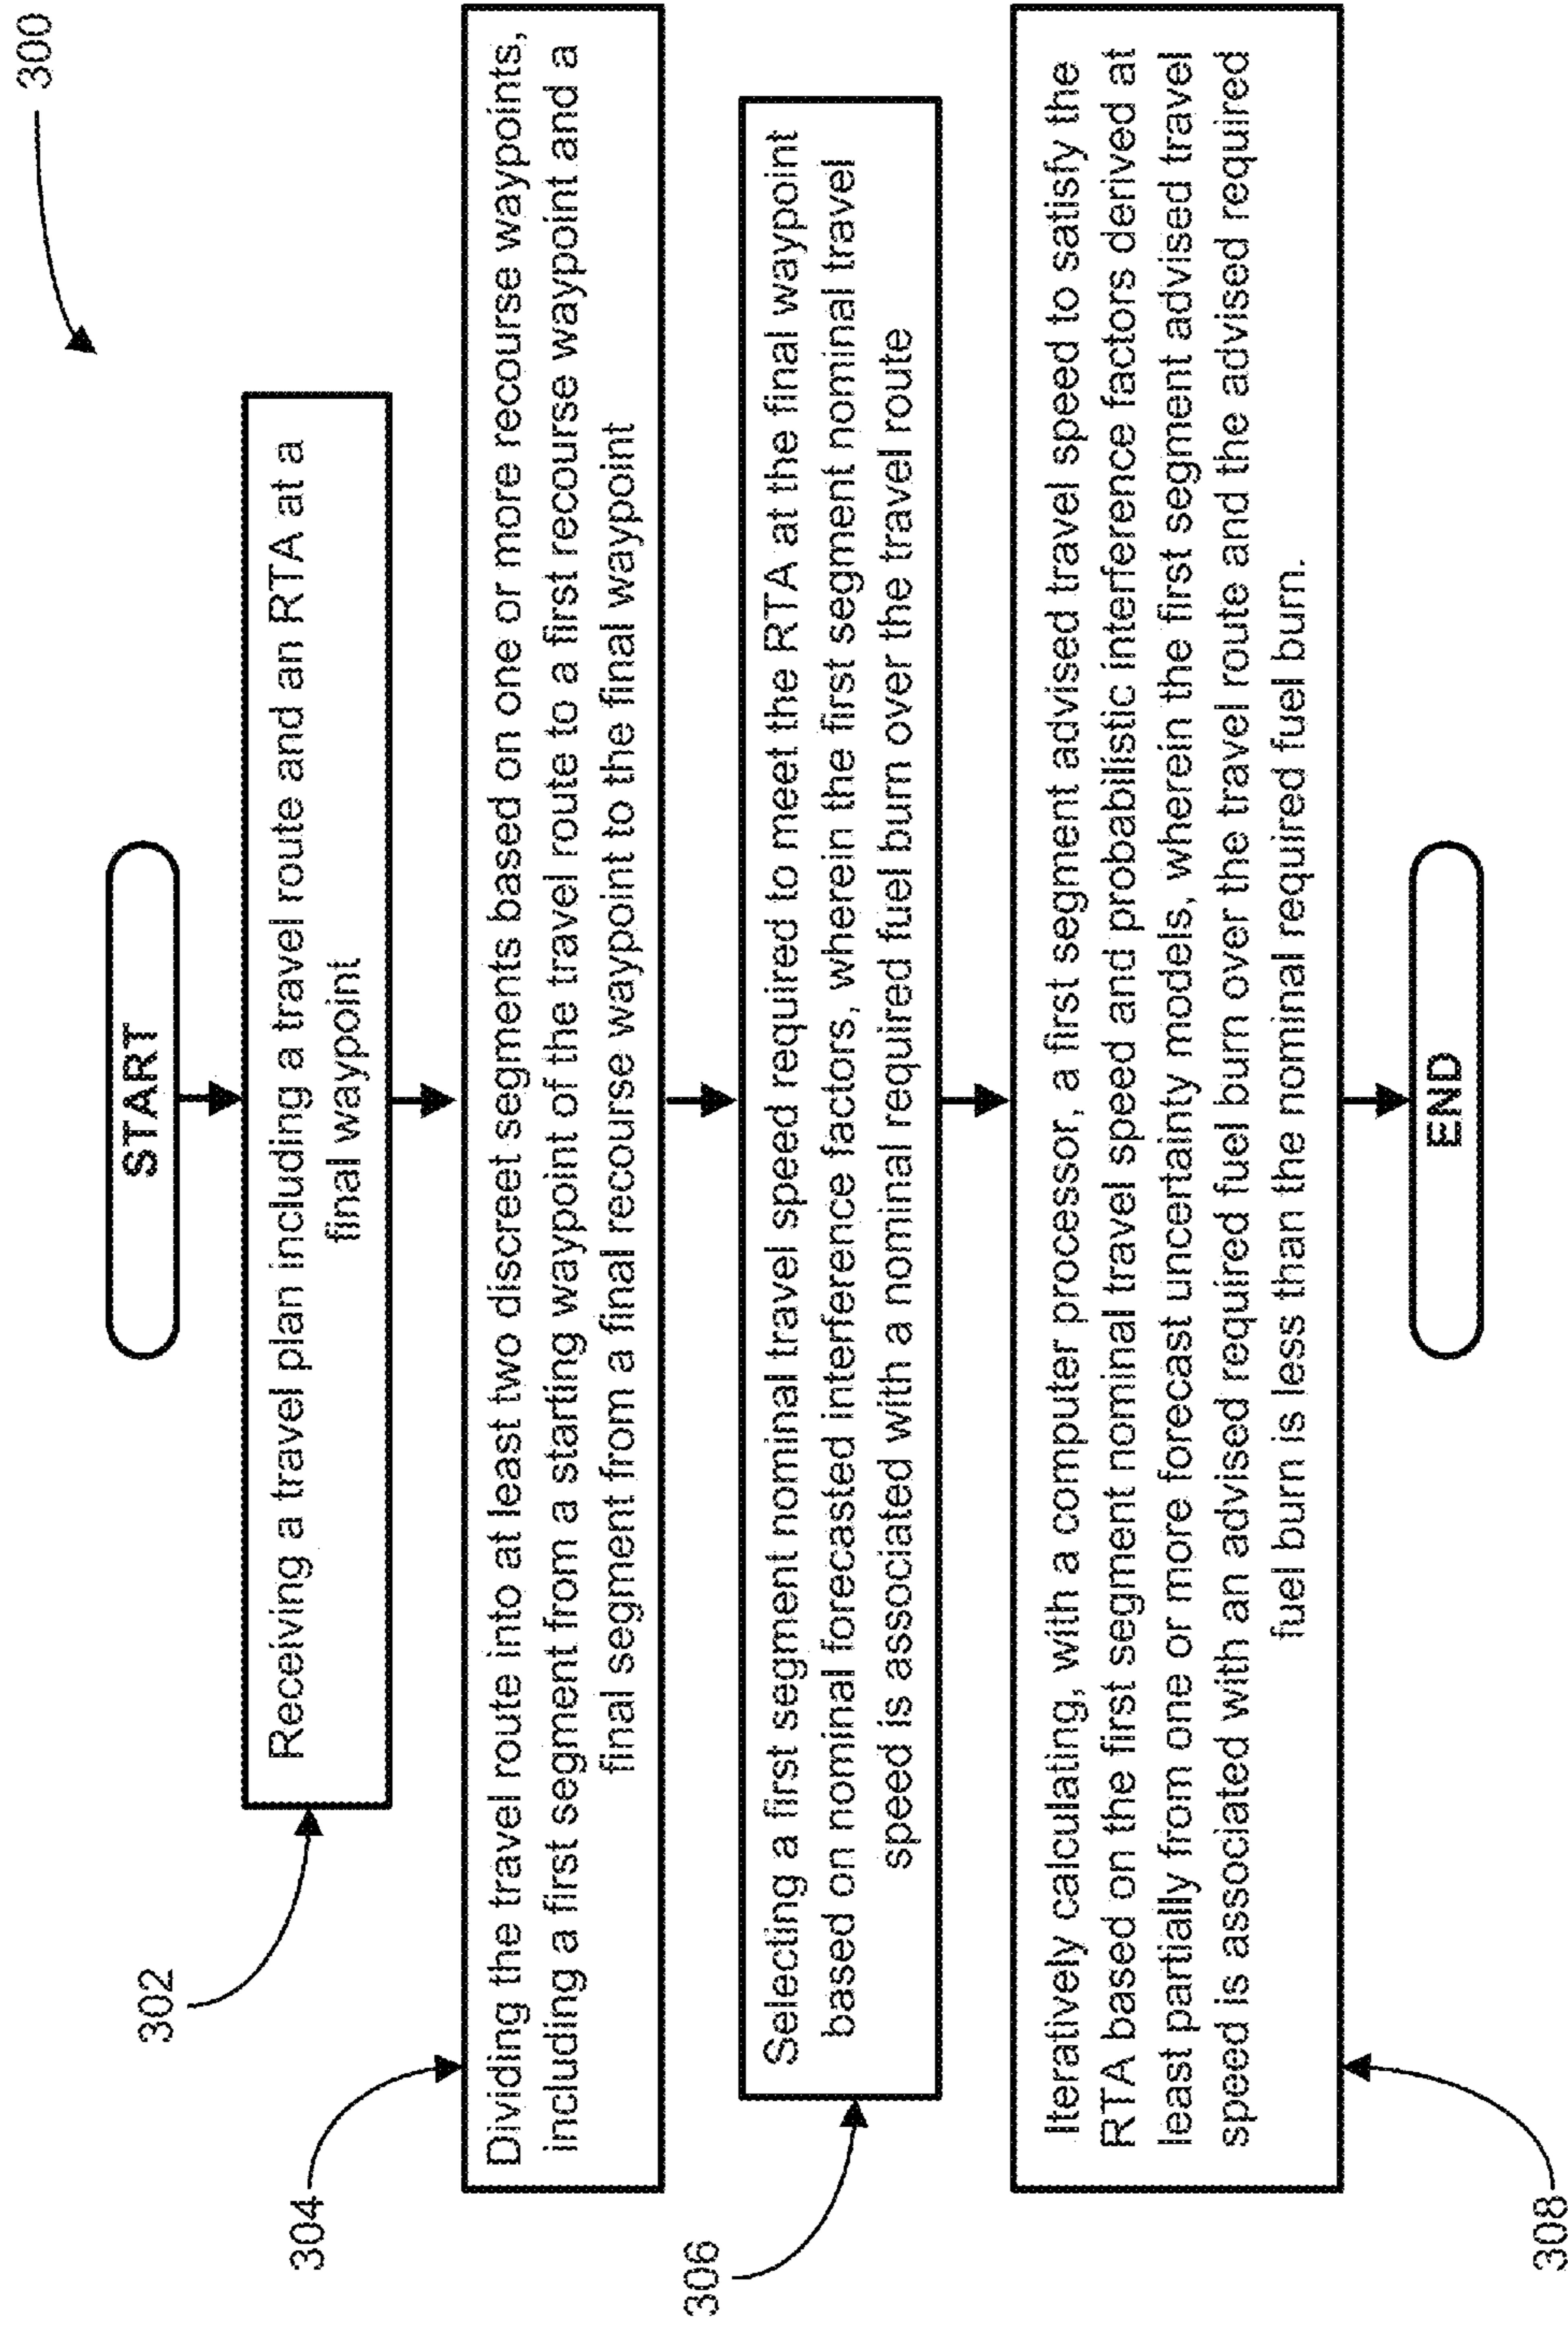 300
START
302
Receiving a travel plan including a travel route and an RTA at a
final waypoint
304
Dividing the travel route into at least two discreet segments based on one or more recourse waypoints,
including a first segment from a starting waypoint of the travel route to a first recourse waypoint and a
final segment from a final recourse waypoint to the final waypoint
306
Selecting a first segment nominal travel speed required to meet the RTA at the final waypoint
based on nominal forecasted interference factors, wherein the first segment nominal travel
speed is associated with a nominal required fuel burn over the travel route
308
Iteratively calculating, with a computer processor, a first segment advised travel speed to satisfy the
RTA based on the first segment nominal travel speed and probabilistic interference factors derived at
least partially from one or more forecast uncertainty models, wherein the first segment advised travel
speed is associated with an advised required fuel burn over the travel route and the advised required
fuel burn is less than the nominal required fuel burn.
END